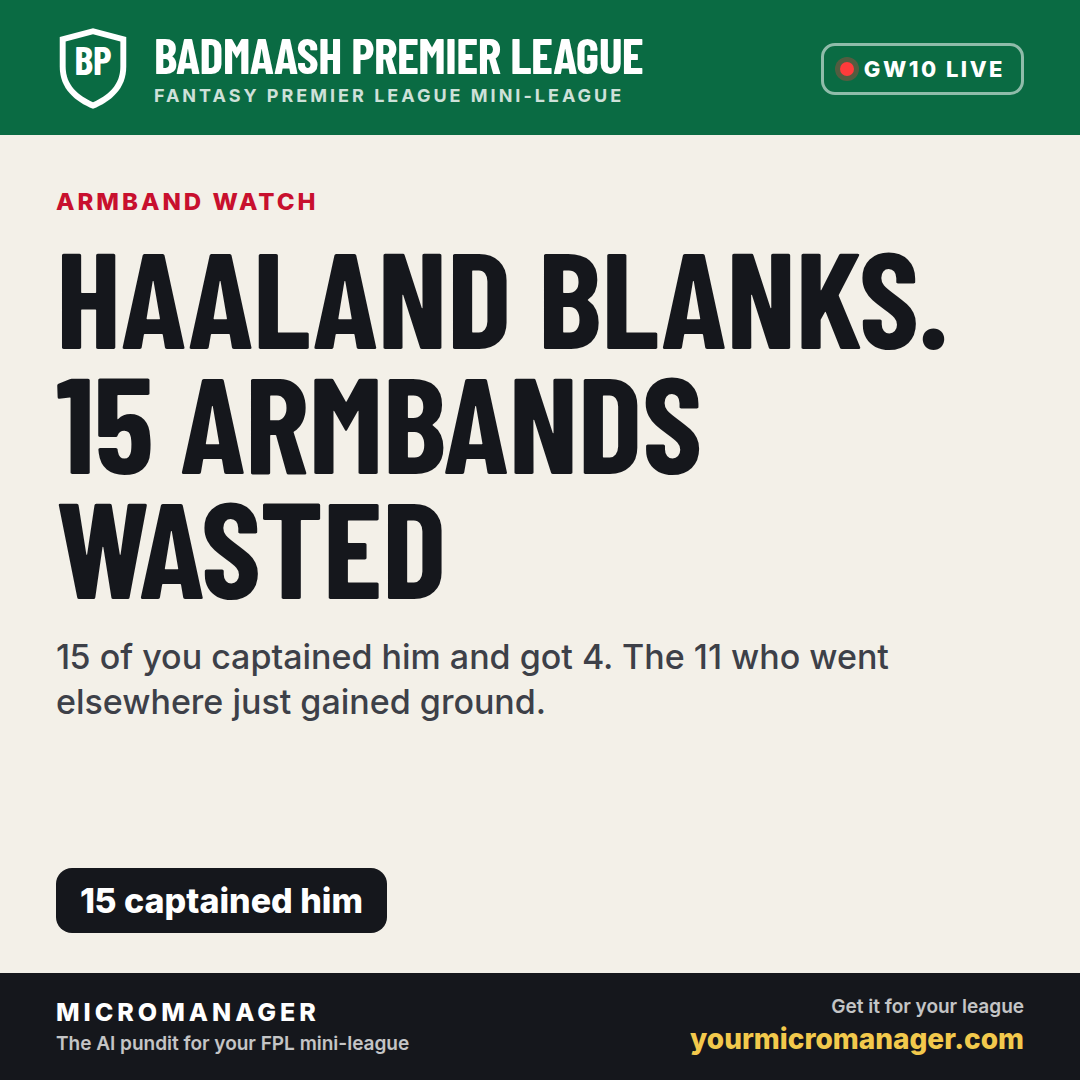 BP
BADMAASH PREMIER LEAGUE
FANTASY PREMIER LEAGUE MINI-LEAGUE
GW10 LIVE
ARMBAND WATCH
HAALAND BLANKS.
15 ARMBANDS
WASTED
15 of you captained him and got 4. The 11 who went
elsewhere just gained ground.
15 captained him
MICROMANAGER
The AI pundit for your FPL mini-league
Get it for your league
yourmicromanager.com